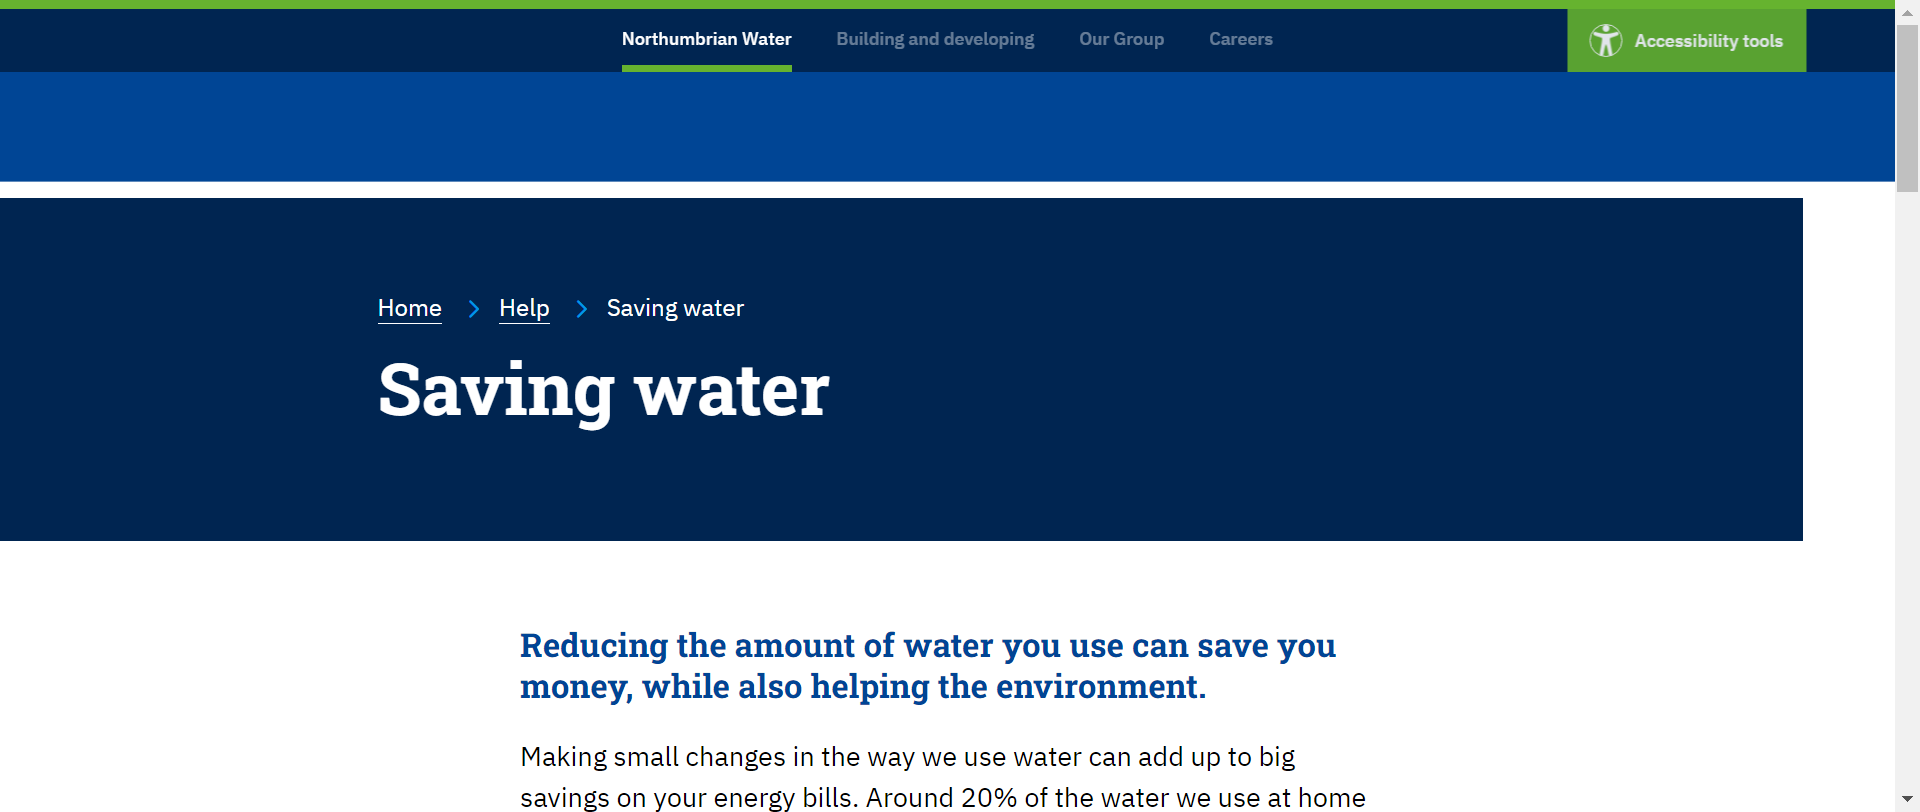 Northumbrian Water Building and developing Our Group Careers Accessibility tools
Home Help Saving water
Saving water
Reducing the amount of water you use can save you
money, while also helping the environment.
Making small changes in the way we use water can add up to big
savings on your energy bills. Around 20% of the water we use at home